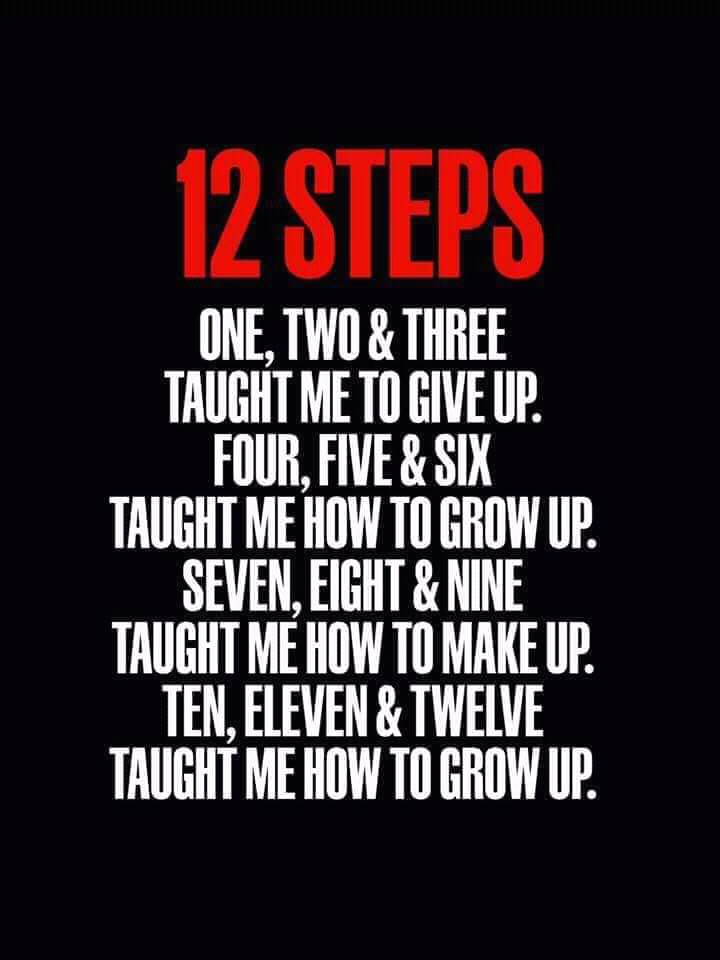 12 STEPS
ONE, TWO & THREE
TAUGHT ME TO GIVE UP.
FOUR, FIVE & SIX
TAUGHT ME HOW TO GROW UP.
SEVEN, EIGHT & NINE
TAUGHT ME HOW TO MAKE UP.
TEN, ELEVEN & TWELVE
TAUGHT ME HOW TO GROW UP.